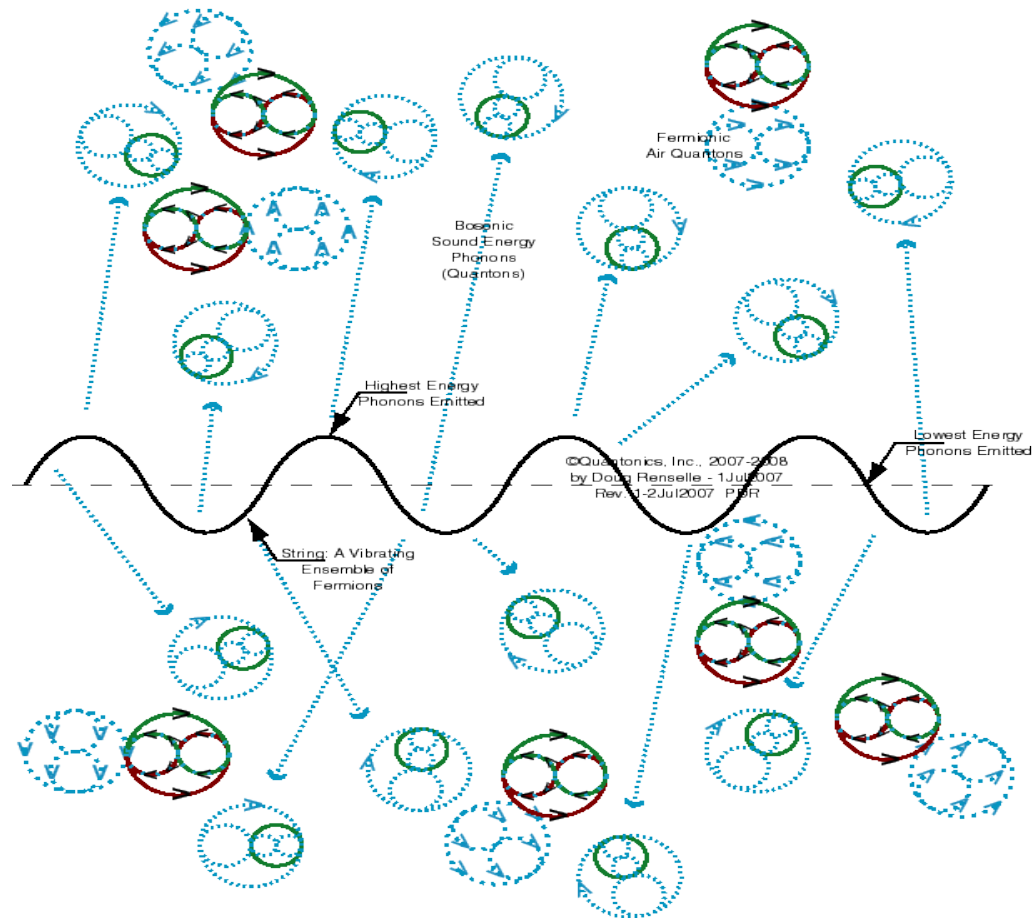 Fermionic
Air Quantons
Bosonic
Sound Energy
Phonons
(Quantons)
Highest Energy
Phonons Emitted
Lowest Energy
Phonons Emitted
©Quantonics, Inc., 2007-2008
by Doug Renselle - 1Jul2007
Rev. 1-2Jul2007 PDR
String: A Vibrating
Ensemble of
Fermions